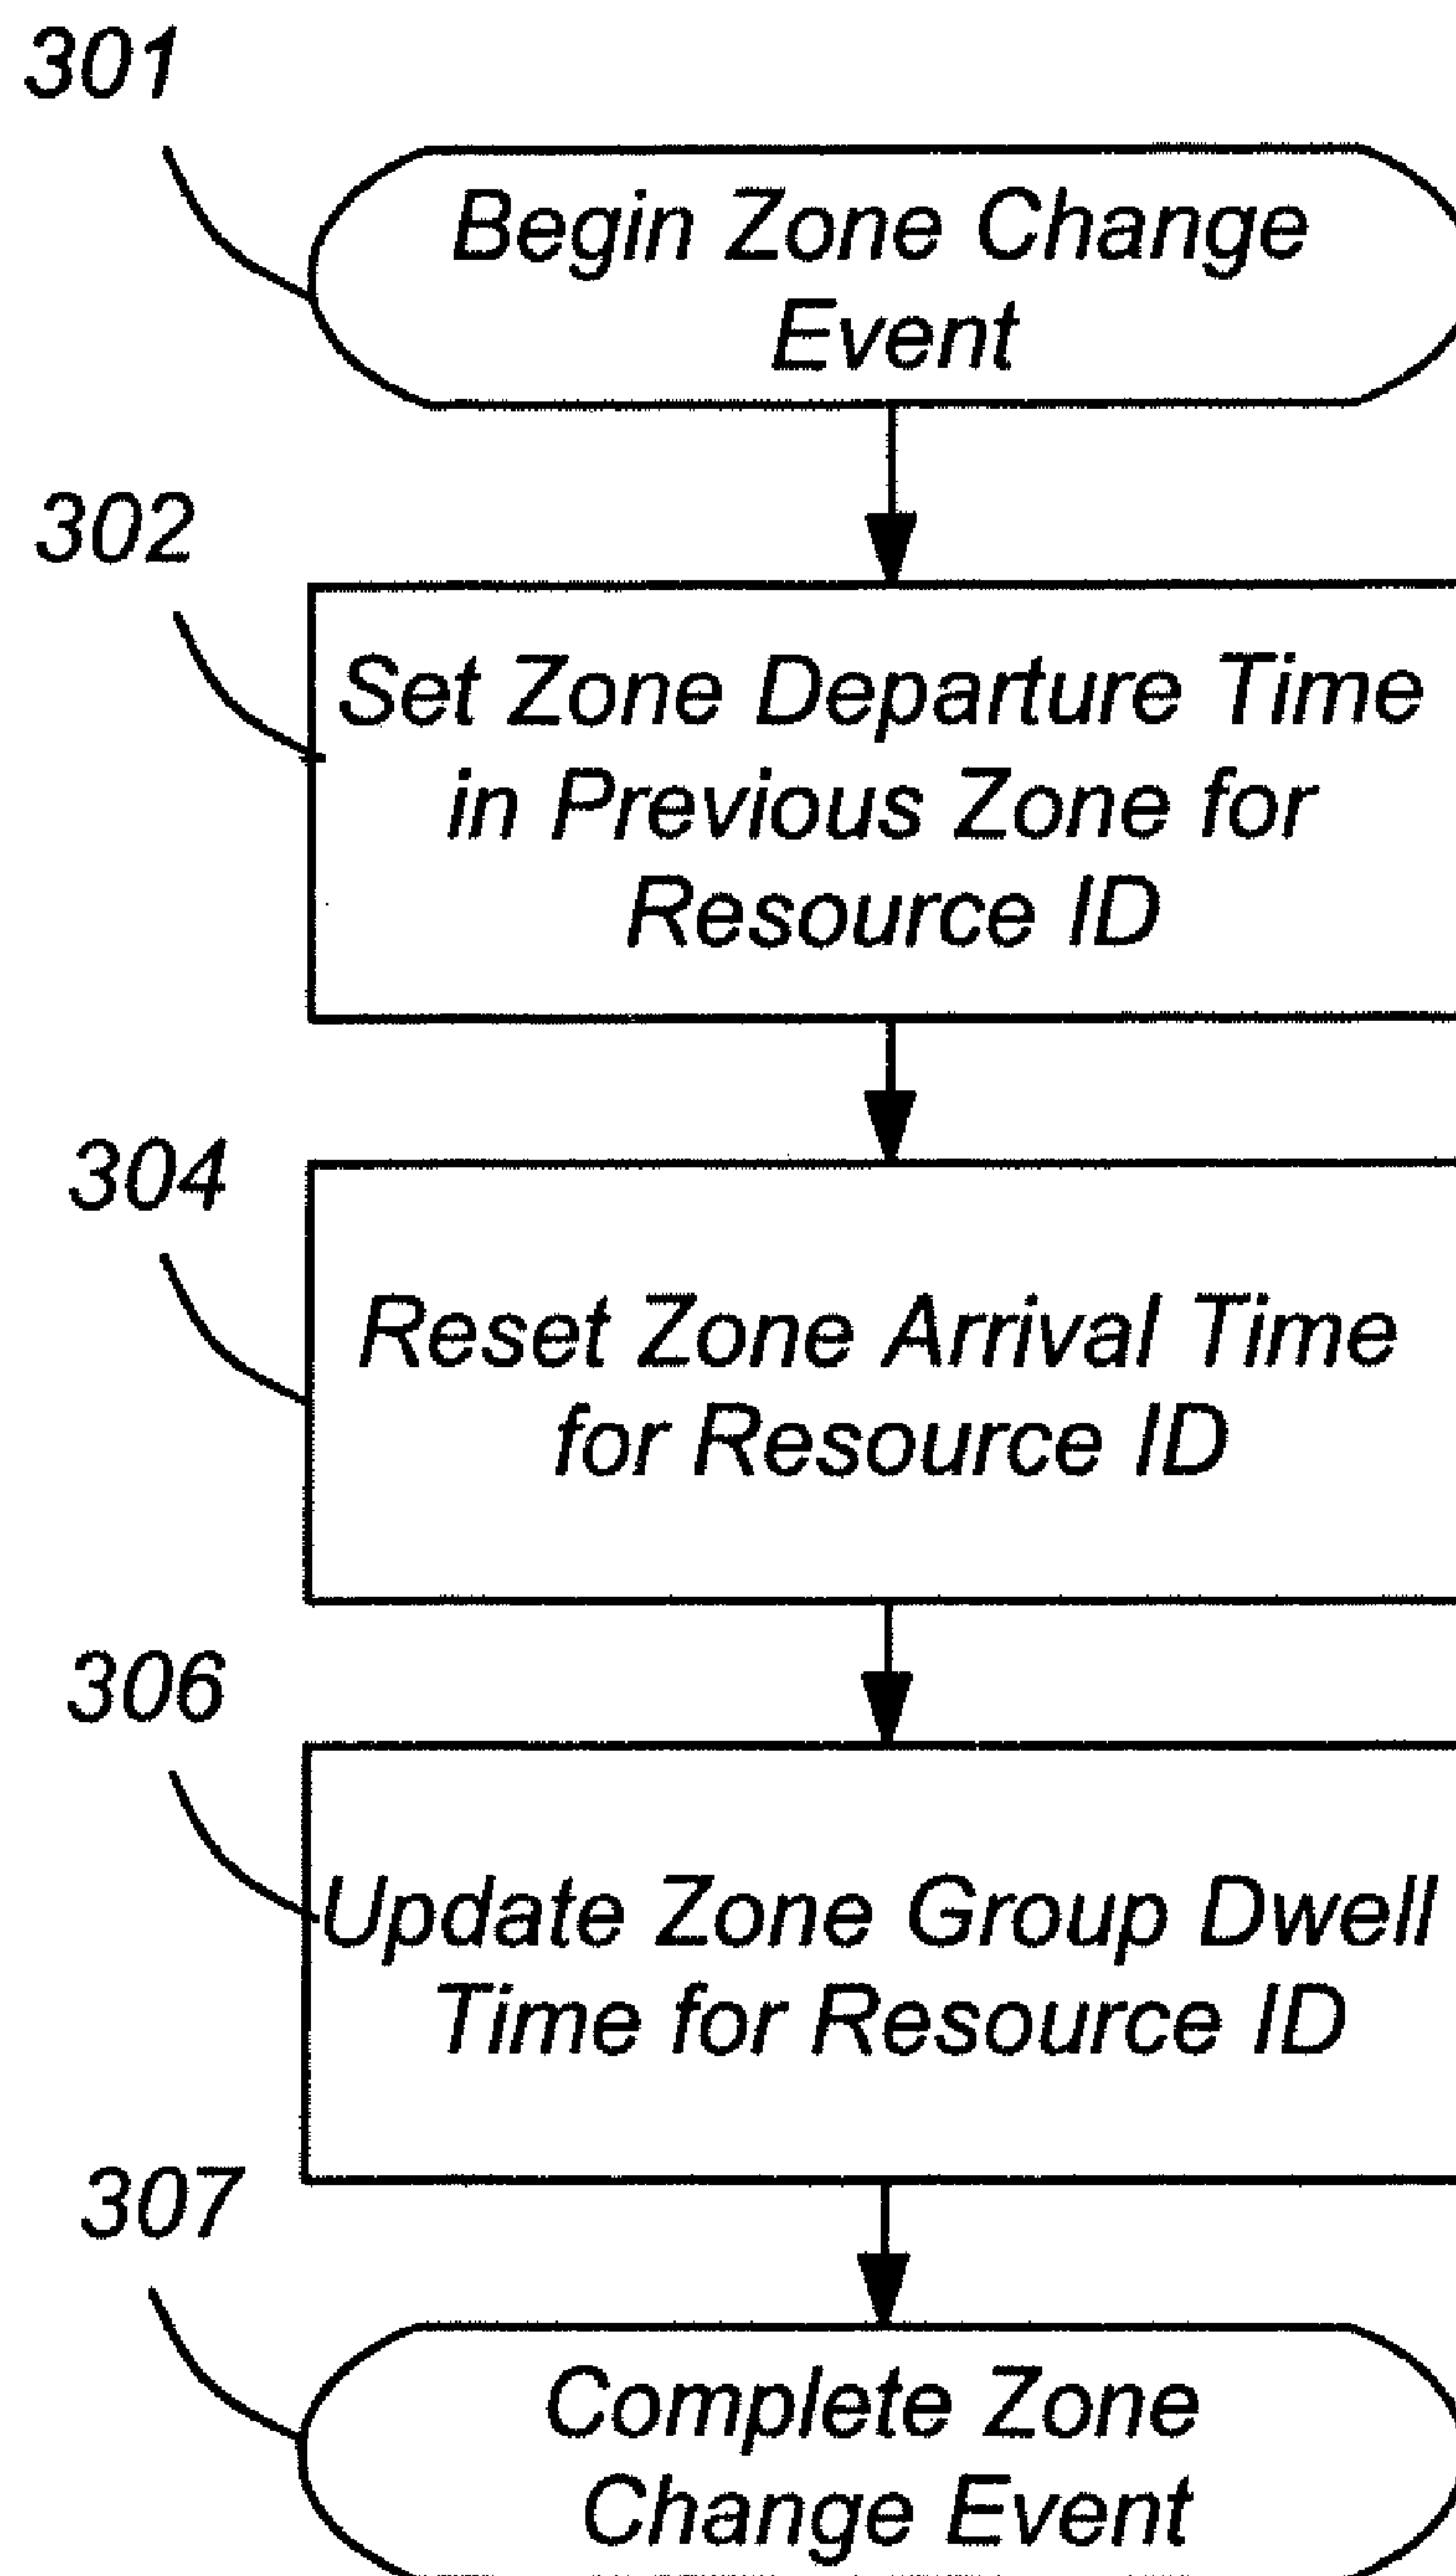 301
Begin Zone Change
Event
302
Set Zone Departure Time
in Previous Zone for
Resource ID
304
Reset Zone Arrival Time
for Resource ID
306
Update Zone Group Dwell
Time for Resource ID
307
Complete Zone
Change Event